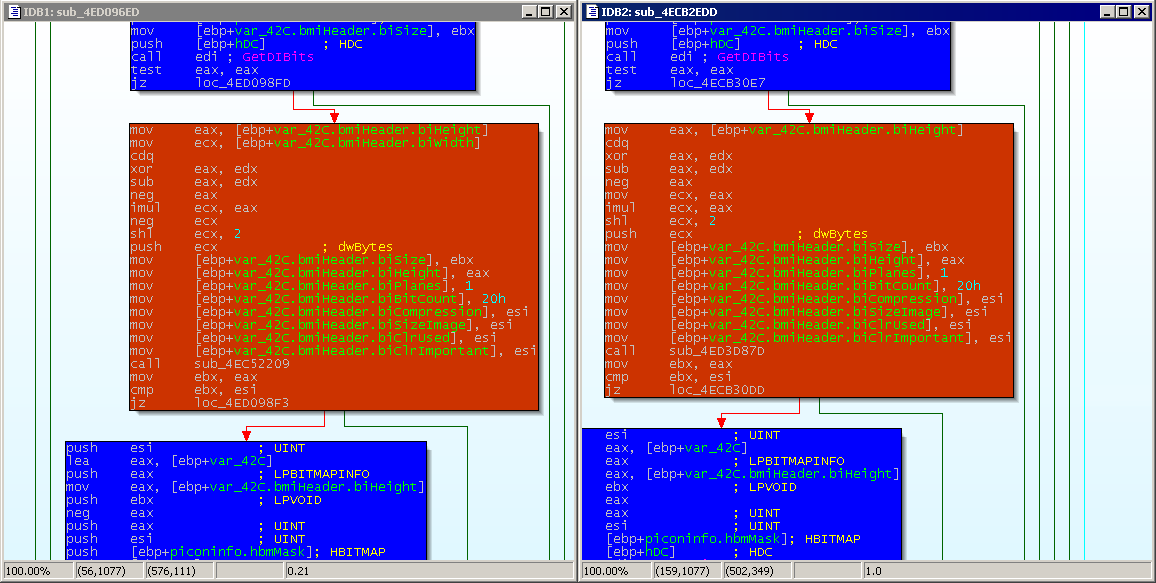 IDB1: sub_4ED096ED
mov [ebp+var_42C.bmiHeader.biSize], ebx
push [ebp+hDC] ; HDC
call edi ; GetDIBits
test eax, eax
jz loc_4ED098FD
mov eax, [ebp+var_42C.bmiHeader.biHeight]
mov ecx, [ebp+var_42C.bmiHeader.biWidth]
cdq
xor eax, edx
sub eax, edx
neg eax
imul ecx, eax
neg ecx
shl ecx, 2
push ecx ; dwBytes
mov [ebp+var_42C.bmiHeader.biSize], ebx
mov [ebp+var_42C.bmiHeader.biHeight], eax
mov [ebp+var_42C.bmiHeader.biPlanes], 1
mov [ebp+var_42C.bmiHeader.biBitCount], 20h
mov [ebp+var_42C.bmiHeader.biCompression], esi
mov [ebp+var_42C.bmiHeader.biSizeImage], esi
mov [ebp+var_42C.bmiHeader.biClrUsed], esi
mov [ebp+var_42C.bmiHeader.biClrImportant], esi
call sub_4EC52209
mov ebx, eax
cmp ebx, esi
jz loc_4ED098F3
push esi ; UINT
lea eax, [ebp+var_42C]
push eax ; LPBITMAPINFO
mov eax, [ebp+var_42C.bmiHeader.biHeight]
push ebx ; LPVOID
neg eax
push eax ; UINT
push esi ; UINT
push [ebp+piconinfo.hbmMask]; HBITMAP
100.00% (56,1077) (576,111) 0.21
IDB2: sub_4ECB2EDD
mov [ebp+var_42C.bmiHeader.biSize], ebx
push [ebp+hDC] ; HDC
call edi ; GetDIBits
test eax, eax
jz loc_4ECB30E7
mov eax, [ebp+var_42C.bmiHeader.biHeight]
cdq
xor eax, edx
sub eax, edx
neg eax
mov ecx, eax
imul ecx, eax
shl ecx, 2
push ecx ; dwBytes
mov [ebp+var_42C.bmiHeader.biSize], ebx
mov [ebp+var_42C.bmiHeader.biHeight], eax
mov [ebp+var_42C.bmiHeader.biPlanes], 1
mov [ebp+var_42C.bmiHeader.biBitCount], 20h
mov [ebp+var_42C.bmiHeader.biCompression], esi
mov [ebp+var_42C.bmiHeader.biSizeImage], esi
mov [ebp+var_42C.bmiHeader.biClrUsed], esi
mov [ebp+var_42C.bmiHeader.biClrImportant], esi
call sub_4ED3D87D
mov ebx, eax
cmp ebx, esi
jz loc_4ECB30DD
esi ; UINT
eax, [ebp+var_42C]
eax ; LPBITMAPINFO
eax, [ebp+var_42C.bmiHeader.biHeight]
ebx ; LPVOID
eax
eax ; UINT
esi ; UINT
[ebp+piconinfo.hbmMask]; HBITMAP
[ebp+hDC] ; HDC
100.00% (159,1077) (502,349) 1.0